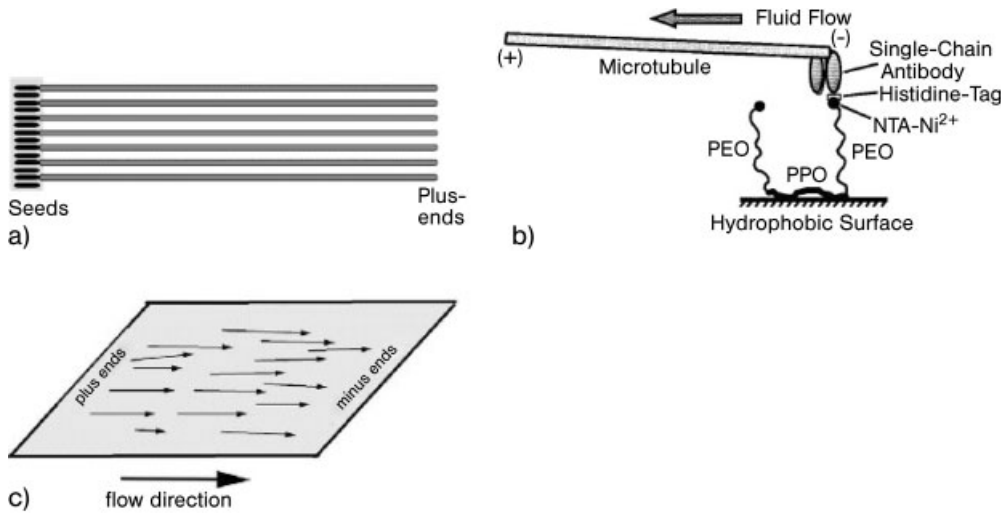 a)
Seeds
Plus-
ends
b)
Fluid Flow
(+)
(-)
Microtubule
Single-Chain
Antibody
Histidine-Tag
NTA-Ni²⁺
PEO
PPO
PEO
Hydrophobic Surface
plus ends
minus ends
flow direction
c)